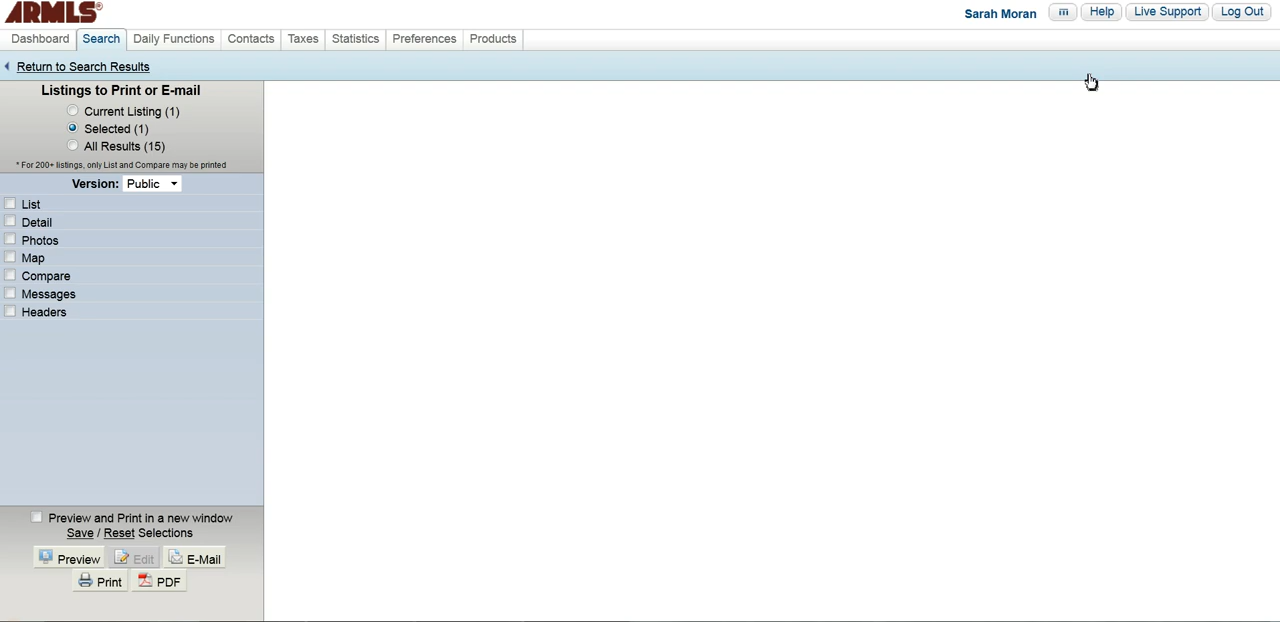 ARMLS®
Sarah Moran
m
Help
Live Support
Log Out
Dashboard
Search
Daily Functions
Contacts
Taxes
Statistics
Preferences
Products
Return to Search Results
Listings to Print or E-mail
Current Listing (1)
Selected (1)
All Results (15)
* For 200+ listings, only List and Compare may be printed
Version: Public
List
Detail
Photos
Map
Compare
Messages
Headers
Preview and Print in a new window
Save / Reset Selections
Preview
Edit
E-Mail
Print
PDF